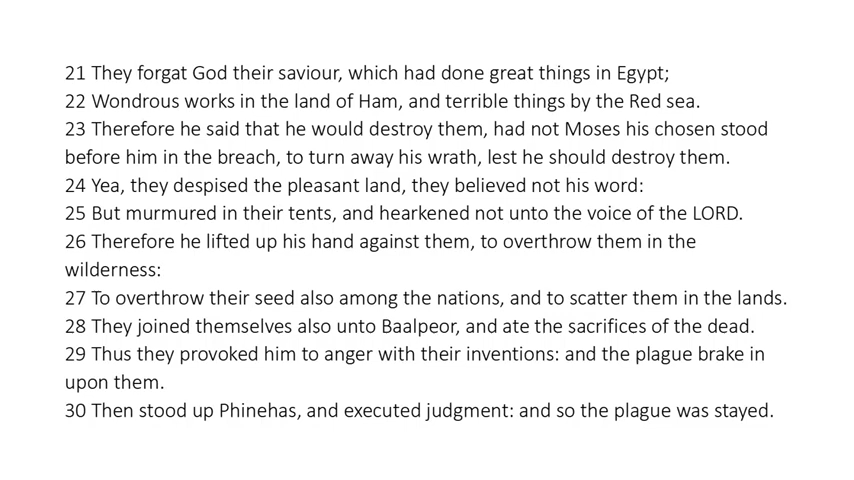 21 They forgat God their saviour, which had done great things in Egypt;
22 Wondrous works in the land of Ham, and terrible things by the Red sea.
23 Therefore he said that he would destroy them, had not Moses his chosen stood
before him in the breach, to turn away his wrath, lest he should destroy them.
24 Yea, they despised the pleasant land, they believed not his word:
25 But murmured in their tents, and hearkened not unto the voice of the LORD.
26 Therefore he lifted up his hand against them, to overthrow them in the
wilderness:
27 To overthrow their seed also among the nations, and to scatter them in the lands.
28 They joined themselves also unto Baalpeor, and ate the sacrifices of the dead.
29 Thus they provoked him to anger with their inventions: and the plague brake in
upon them.
30 Then stood up Phinehas, and executed judgment: and so the plague was stayed.